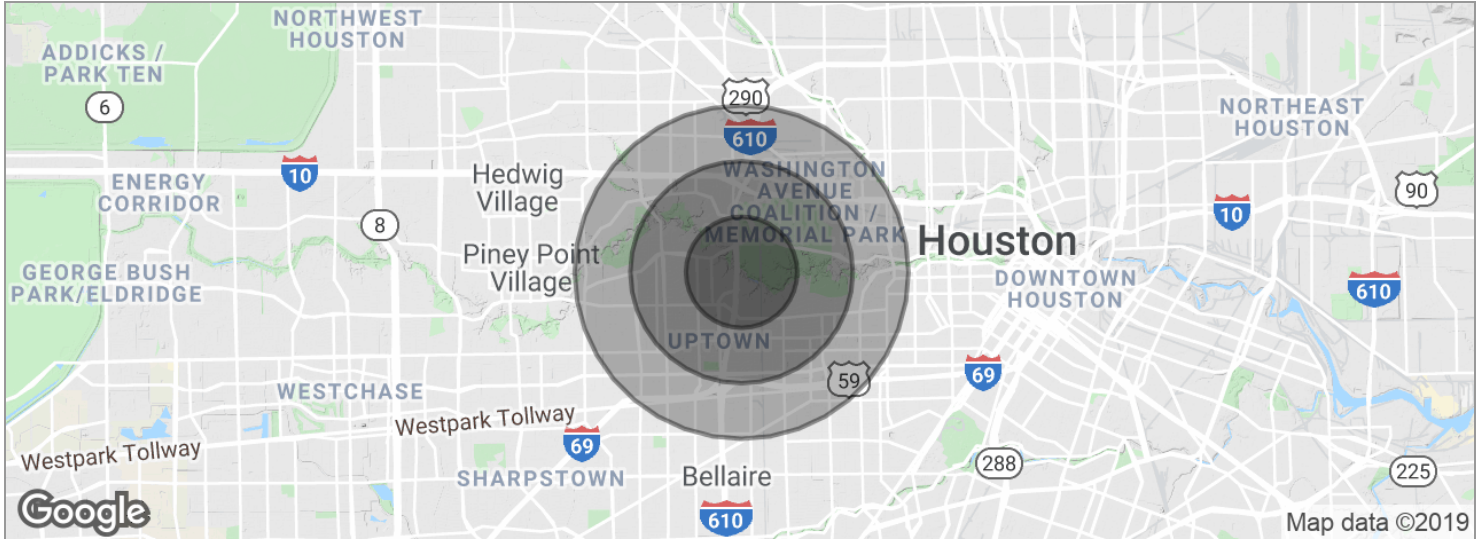 NORTHWEST
HOUSTON
ADDICKS /
PARK TEN
6
290
610
NORTHEAST
HOUSTON
10
Hedwig
Village
WASHINGTON
AVENUE
COALITION /
MEMORIAL PARK
ENERGY
CORRIDOR
8
10
90
Piney Point
Village
Houston
GEORGE BUSH
PARK/ELDRIDGE
DOWNTOWN
HOUSTON
610
UPTOWN
WESTCHASE
59
69
Westpark Tollway
Westpark Tollway
69
SHARPSTOWN
Bellaire
288
225
610
Google
Map data ©2019